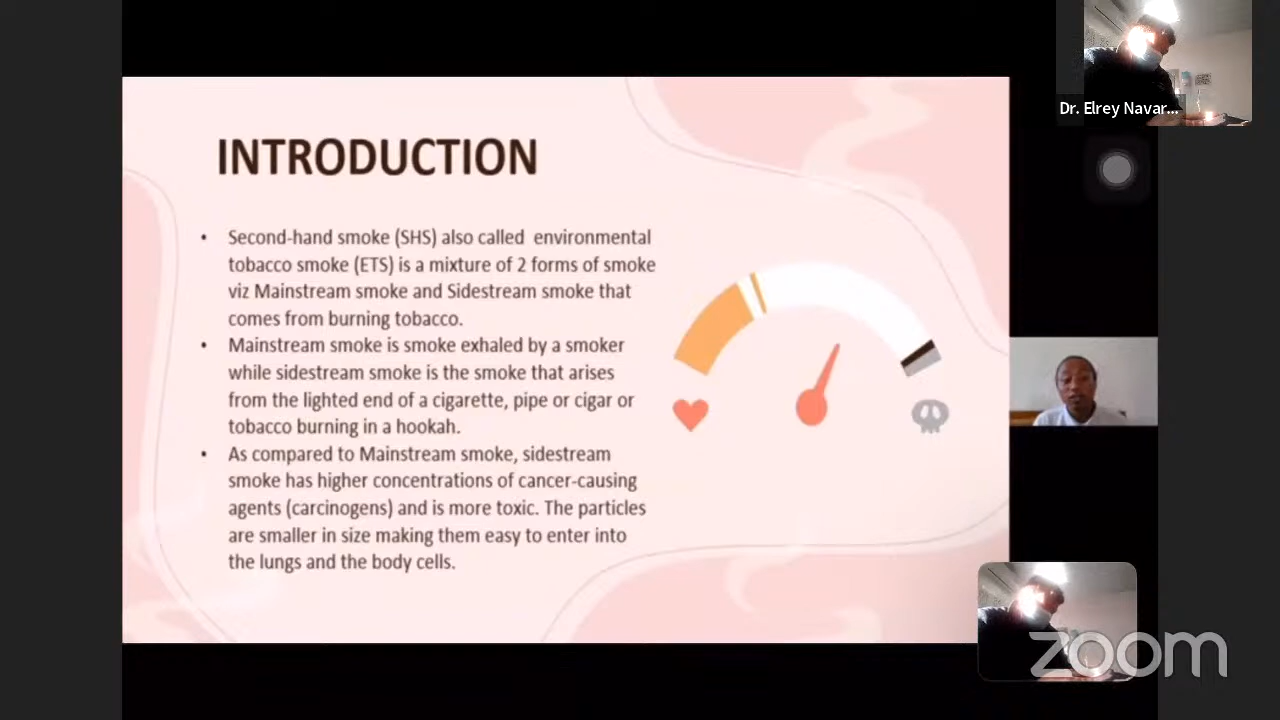 INTRODUCTION
• Second-hand smoke (SHS) also called environmental
tobacco smoke (ETS) is a mixture of 2 forms of smoke
viz Mainstream smoke and Sidestream smoke that
comes from burning tobacco.
• Mainstream smoke is smoke exhaled by a smoker
while sidestream smoke is the smoke that arises
from the lighted end of a cigarette, pipe or cigar or
tobacco burning in a hookah.
• As compared to Mainstream smoke, sidestream
smoke has higher concentrations of cancer-causing
agents (carcinogens) and is more toxic. The particles
are smaller in size making them easy to enter into
the lungs and the body cells.
Dr. Elrey Navar...
zoom